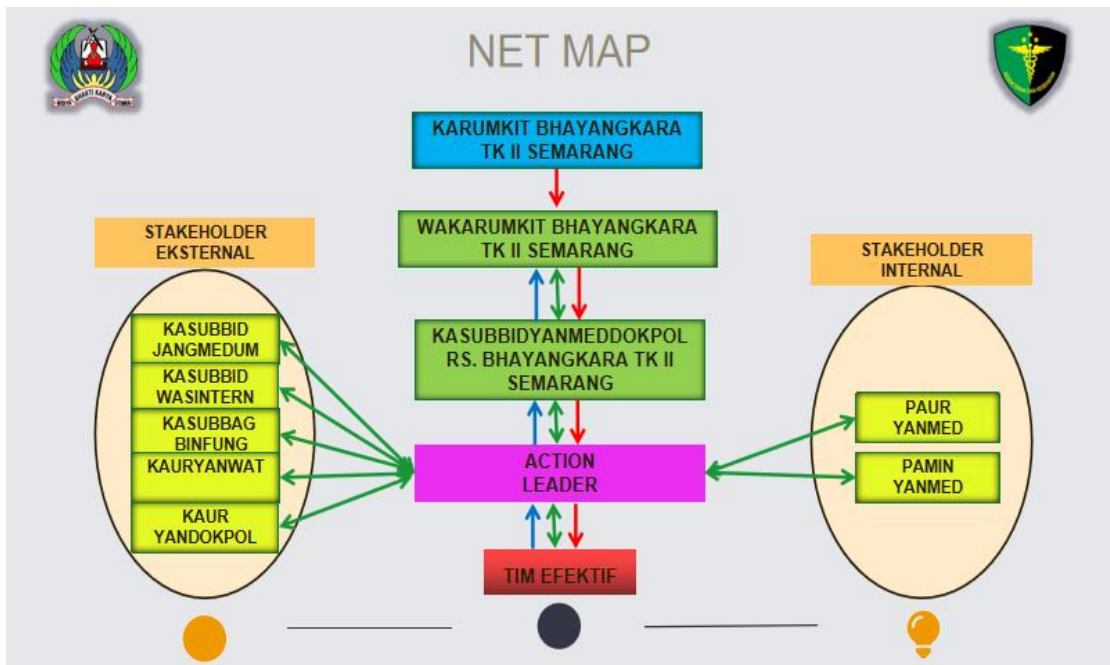 NET MAP
KARUMKIT BHAYANGKARA
TK II SEMARANG
WAKARUMKIT BHAYANGKARA
TK II SEMARANG
KASUBBIDYANMEDDOKPOL
RS. BHAYANGKARA TK II
SEMARANG
ACTION
LEADER
TIM EFEKTIF
STAKEHOLDER
EKSTERNAL
KASUBBID
JANGMEDUM
KASUBBID
WASINTERN
KASUBBAG
BINFUNG
KAURYANWAT
KAUR
YANDOKPOL
STAKEHOLDER
INTERNAL
PAUR
YANMED
PAMIN
YANMED